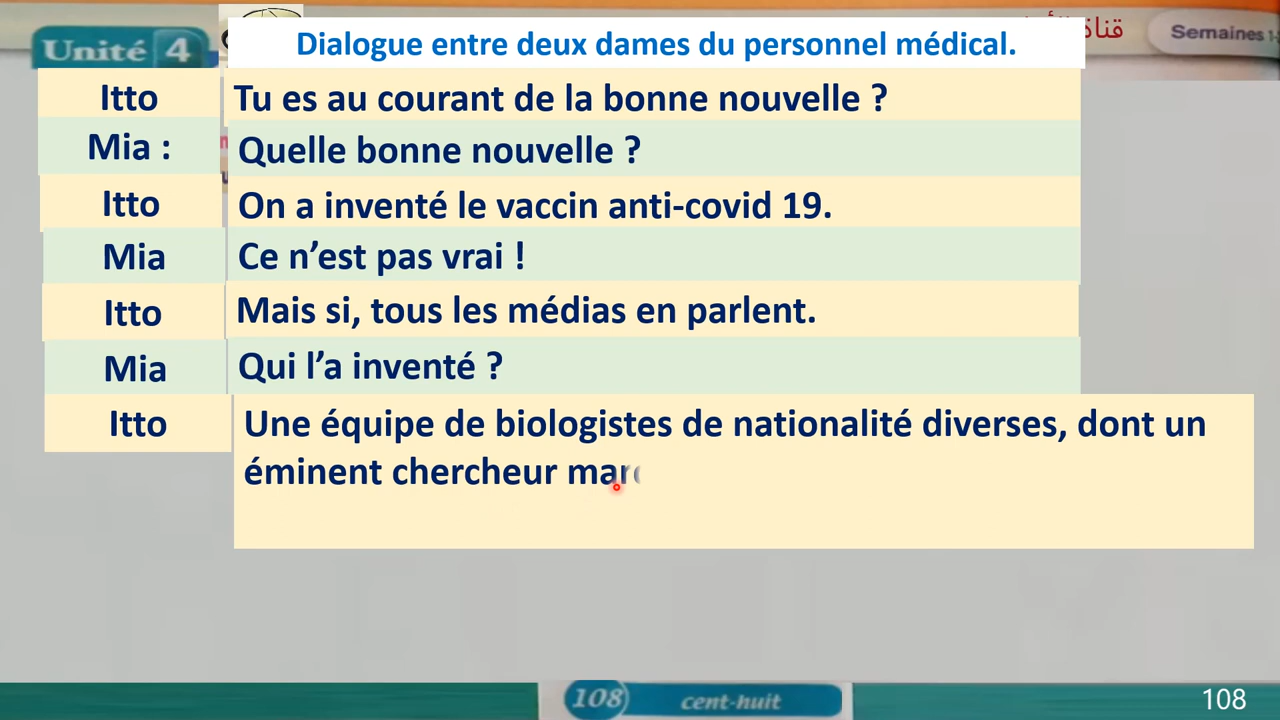 Unité 4
Dialogue entre deux dames du personnel médical.
قناة
Semaines
Itto
Tu es au courant de la bonne nouvelle ?
Mia :
Quelle bonne nouvelle ?
Itto
On a inventé le vaccin anti-covid 19.
Mia
Ce n’est pas vrai !
Itto
Mais si, tous les médias en parlent.
Mia
Qui l’a inventé ?
Itto
Une équipe de biologistes de nationalité diverses, dont un
éminent chercheur
108
cent-huit
108